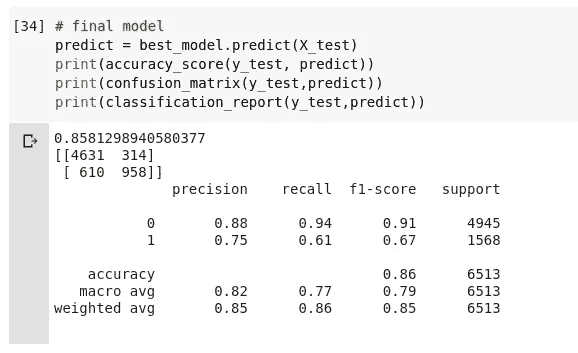 [34] # final model
predict = best_model.predict(X_test)
print(accuracy_score(y_test, predict))
print(confusion_matrix(y_test,predict))
print(classification_report(y_test,predict))
0.8581298940580377
[[4631  314]
 [ 610  958]]
              precision    recall  f1-score   support

           0       0.88      0.94      0.91      4945
           1       0.75      0.61      0.67      1568

    accuracy                           0.86      6513
   macro avg       0.82      0.77      0.79      6513
weighted avg       0.85      0.86      0.85      6513